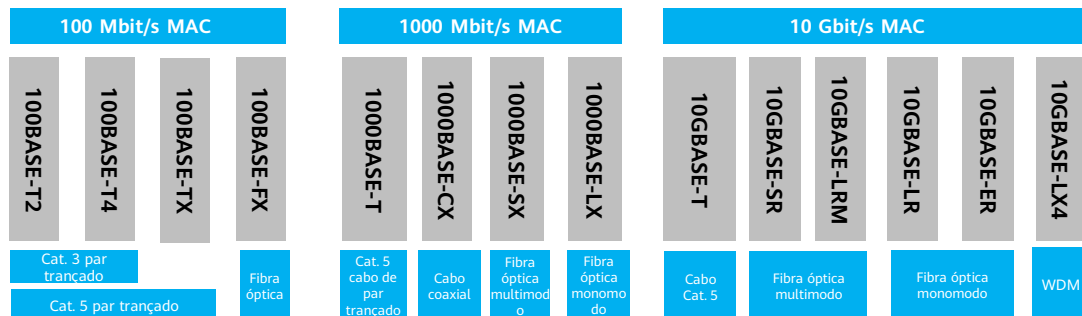 100 Mbit/s MAC
1000 Mbit/s MAC
10 Gbit/s MAC
100BASE-T2
100BASE-T4
100BASE-TX
100BASE-FX
1000BASE-T
1000BASE-CX
1000BASE-SX
1000BASE-LX
10GBASE-T
10GBASE-SR
10GBASE-LRM
10GBASE-LR
10GBASE-ER
10GBASE-LX4
Cat. 3 par
trançado
Cat. 5 par trançado
Fibra
óptica
Cat. 5
cabo de
par
trançado
Cabo
coaxial
Fibra
óptica
multimod
o
Fibra
óptica
monomo
do
Cabo
Cat. 5
Fibra óptica
multimodo
Fibra óptica
monomodo
WDM